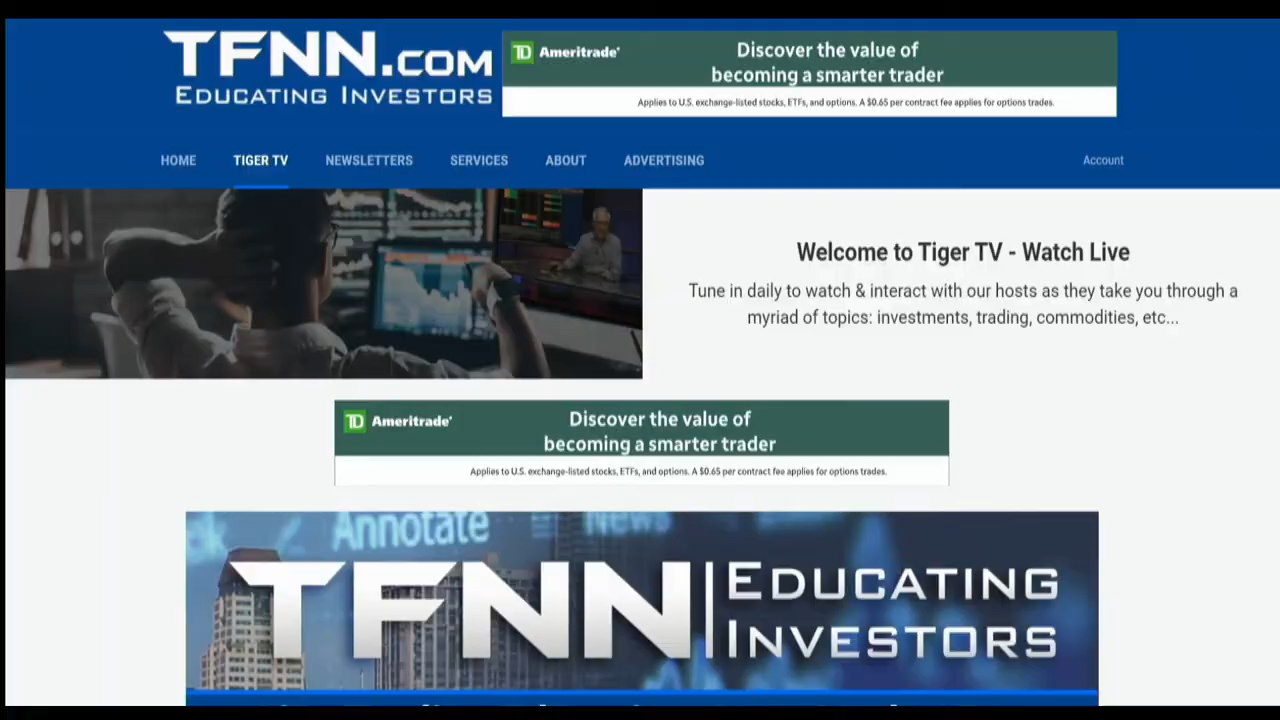 TFNN.COM
EDUCATING INVESTORS
TD Ameritrade
Discover the value of
becoming a smarter trader
Applies to U.S. exchange-listed stocks, ETFs, and options. A $0.65 per contract fee applies for options trades.
HOME TIGER TV NEWSLETTERS SERVICES ABOUT ADVERTISING Account
Welcome to Tiger TV - Watch Live
Tune in daily to watch & interact with our hosts as they take you through a
myriad of topics: investments, trading, commodities, etc...
TD Ameritrade
Discover the value of
becoming a smarter trader
Applies to U.S. exchange-listed stocks, ETFs, and options. A $0.65 per contract fee applies for options trades.
Annotate News
TFNN EDUCATING
INVESTORS